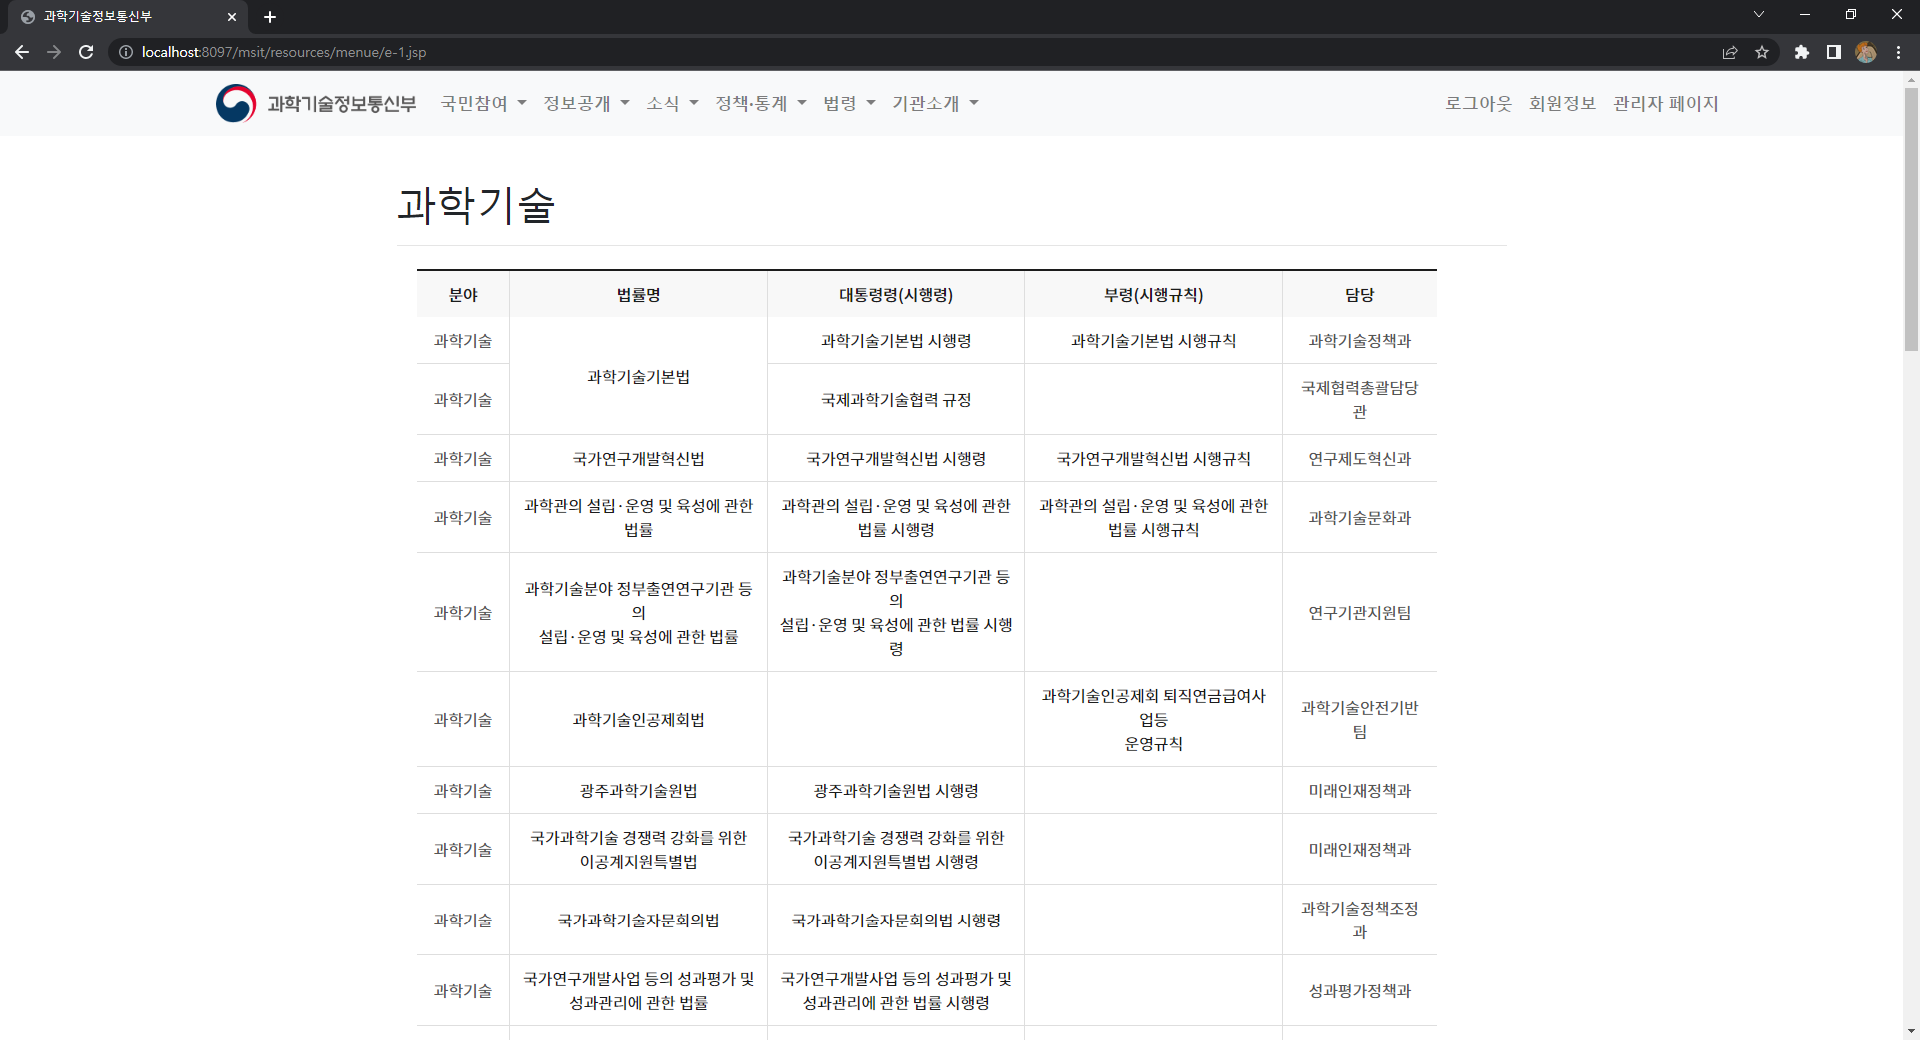 과학기술정보통신부
localhost:8097/msit/resources/menue/e-1.jsp
과학기술정보통신부 국민참여 정보공개 소식 정책·통계 법령 기관소개 로그아웃 회원정보 관리자 페이지
과학기술
분야 법률명 대통령령(시행령) 부령(시행규칙) 담당
과학기술 과학기술기본법 시행령 과학기술기본법 시행규칙 과학기술정책과
과학기술기본법
과학기술 국제과학기술협력 규정 국제협력총괄담당
관
과학기술 국가연구개발혁신법 국가연구개발혁신법 시행령 국가연구개발혁신법 시행규칙 연구제도혁신과
과학기술 과학관의 설립·운영 및 육성에 관한
법률
과학관의 설립·운영 및 육성에 관한
법률 시행령
과학관의 설립·운영 및 육성에 관한
법률 시행규칙
과학기술문화과
과학기술 과학기술분야 정부출연연구기관 등
의
설립·운영 및 육성에 관한 법률
과학기술분야 정부출연연구기관 등
의
설립·운영 및 육성에 관한 법률 시행
령
연구기관지원팀
과학기술 과학기술인공제회법
과학기술인공제회 퇴직연금급여사
업등
운영규칙
과학기술안전기반
팀
과학기술 광주과학기술원법 광주과학기술원법 시행령 미래인재정책과
과학기술 국가과학기술 경쟁력 강화를 위한
이공계지원특별법
국가과학기술 경쟁력 강화를 위한
이공계지원특별법 시행령
미래인재정책과
과학기술 국가과학기술자문회의법 국가과학기술자문회의법 시행령 과학기술정책조정
과
과학기술 국가연구개발사업 등의 성과평가 및
성과관리에 관한 법률
국가연구개발사업 등의 성과평가 및
성과관리에 관한 법률 시행령
성과평가정책과